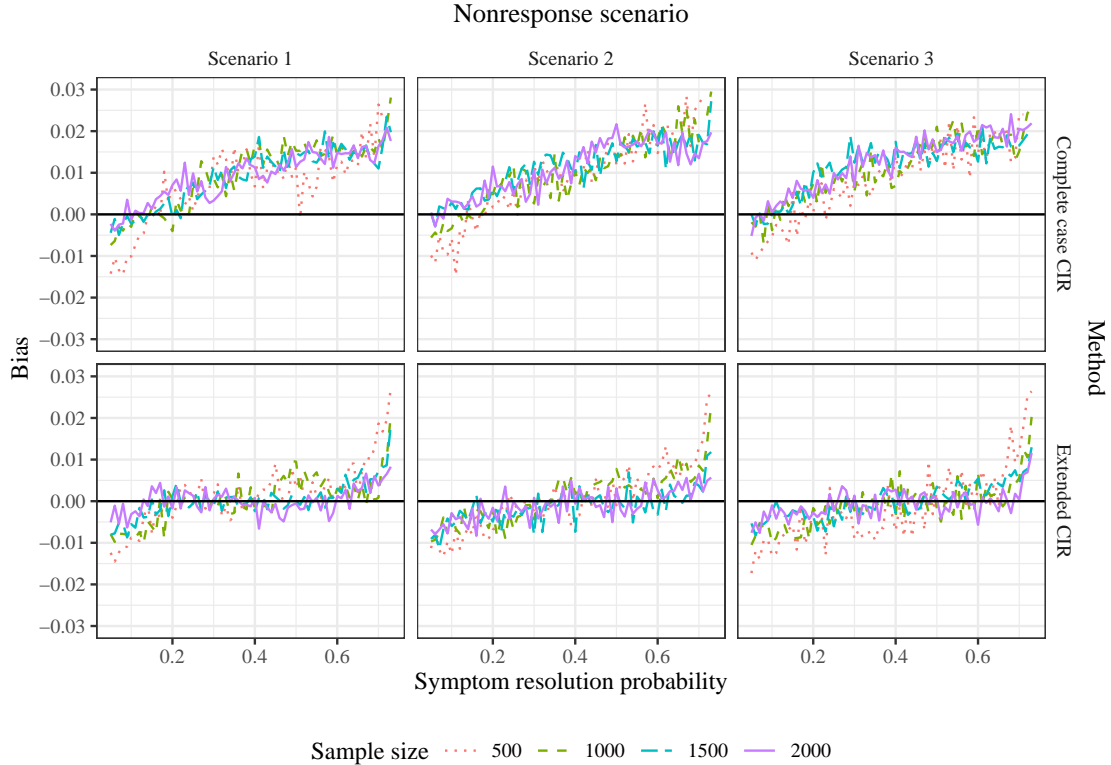 Nonresponse scenario
Scenario 1
Scenario 2
Scenario 3
0.03
0.02
0.01
0.00
−0.01
−0.02
−0.03
Complete case CIR
0.03
0.02
0.01
0.00
−0.01
−0.02
−0.03
Extended CIR
Bias
Method
0.2 0.4 0.6 0.2 0.4 0.6 0.2 0.4 0.6
Symptom resolution probability
Sample size 500 1000 1500 2000